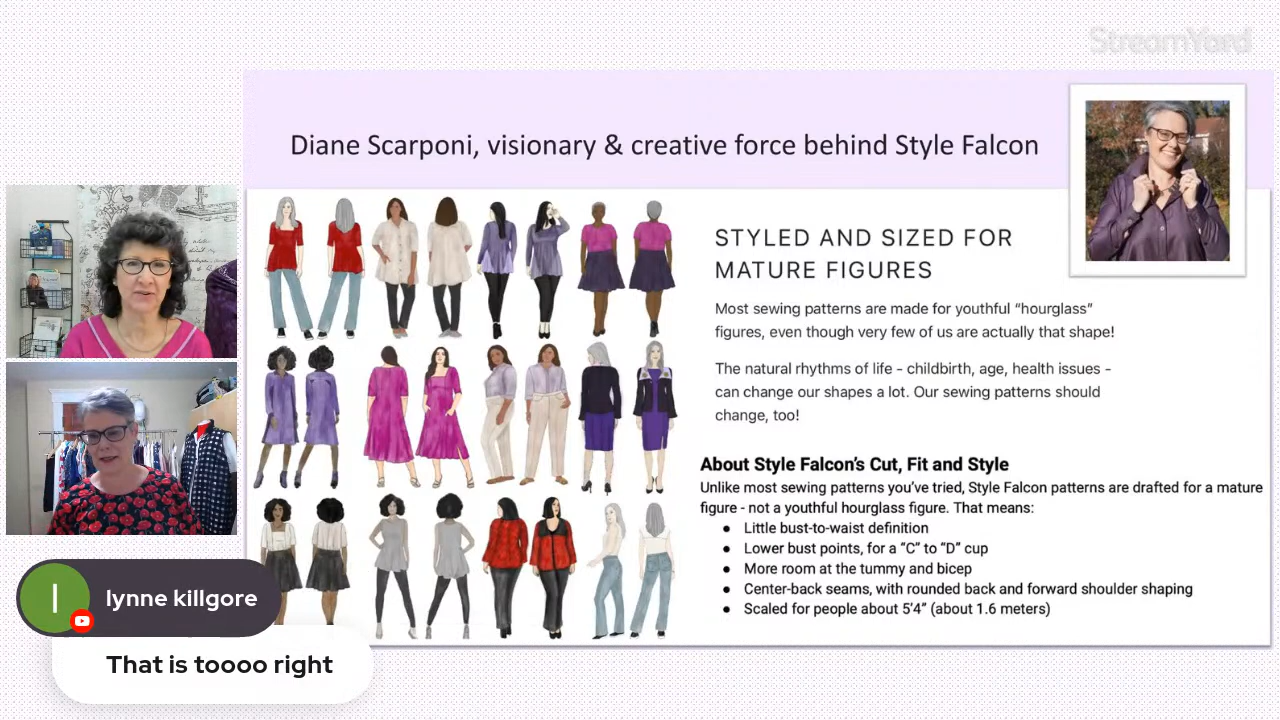 StreamYard
Diane Scarponi, visionary & creative force behind Style Falcon
STYLED AND SIZED FOR
MATURE FIGURES
Most sewing patterns are made for youthful “hourglass”
figures, even though very few of us are actually that shape!
The natural rhythms of life - childbirth, age, health issues -
can change our shapes a lot. Our sewing patterns should
change, too!
About Style Falcon’s Cut, Fit and Style
Unlike most sewing patterns you’ve tried, Style Falcon patterns are drafted for a mature
figure - not a youthful hourglass figure. That means:
● Little bust-to-waist definition
● Lower bust points, for a “C” to “D” cup
● More room at the tummy and bicep
● Center-back seams, with rounded back and forward shoulder shaping
● Scaled for people about 5’4” (about 1.6 meters)
l
lynne killgore
That is toooo right